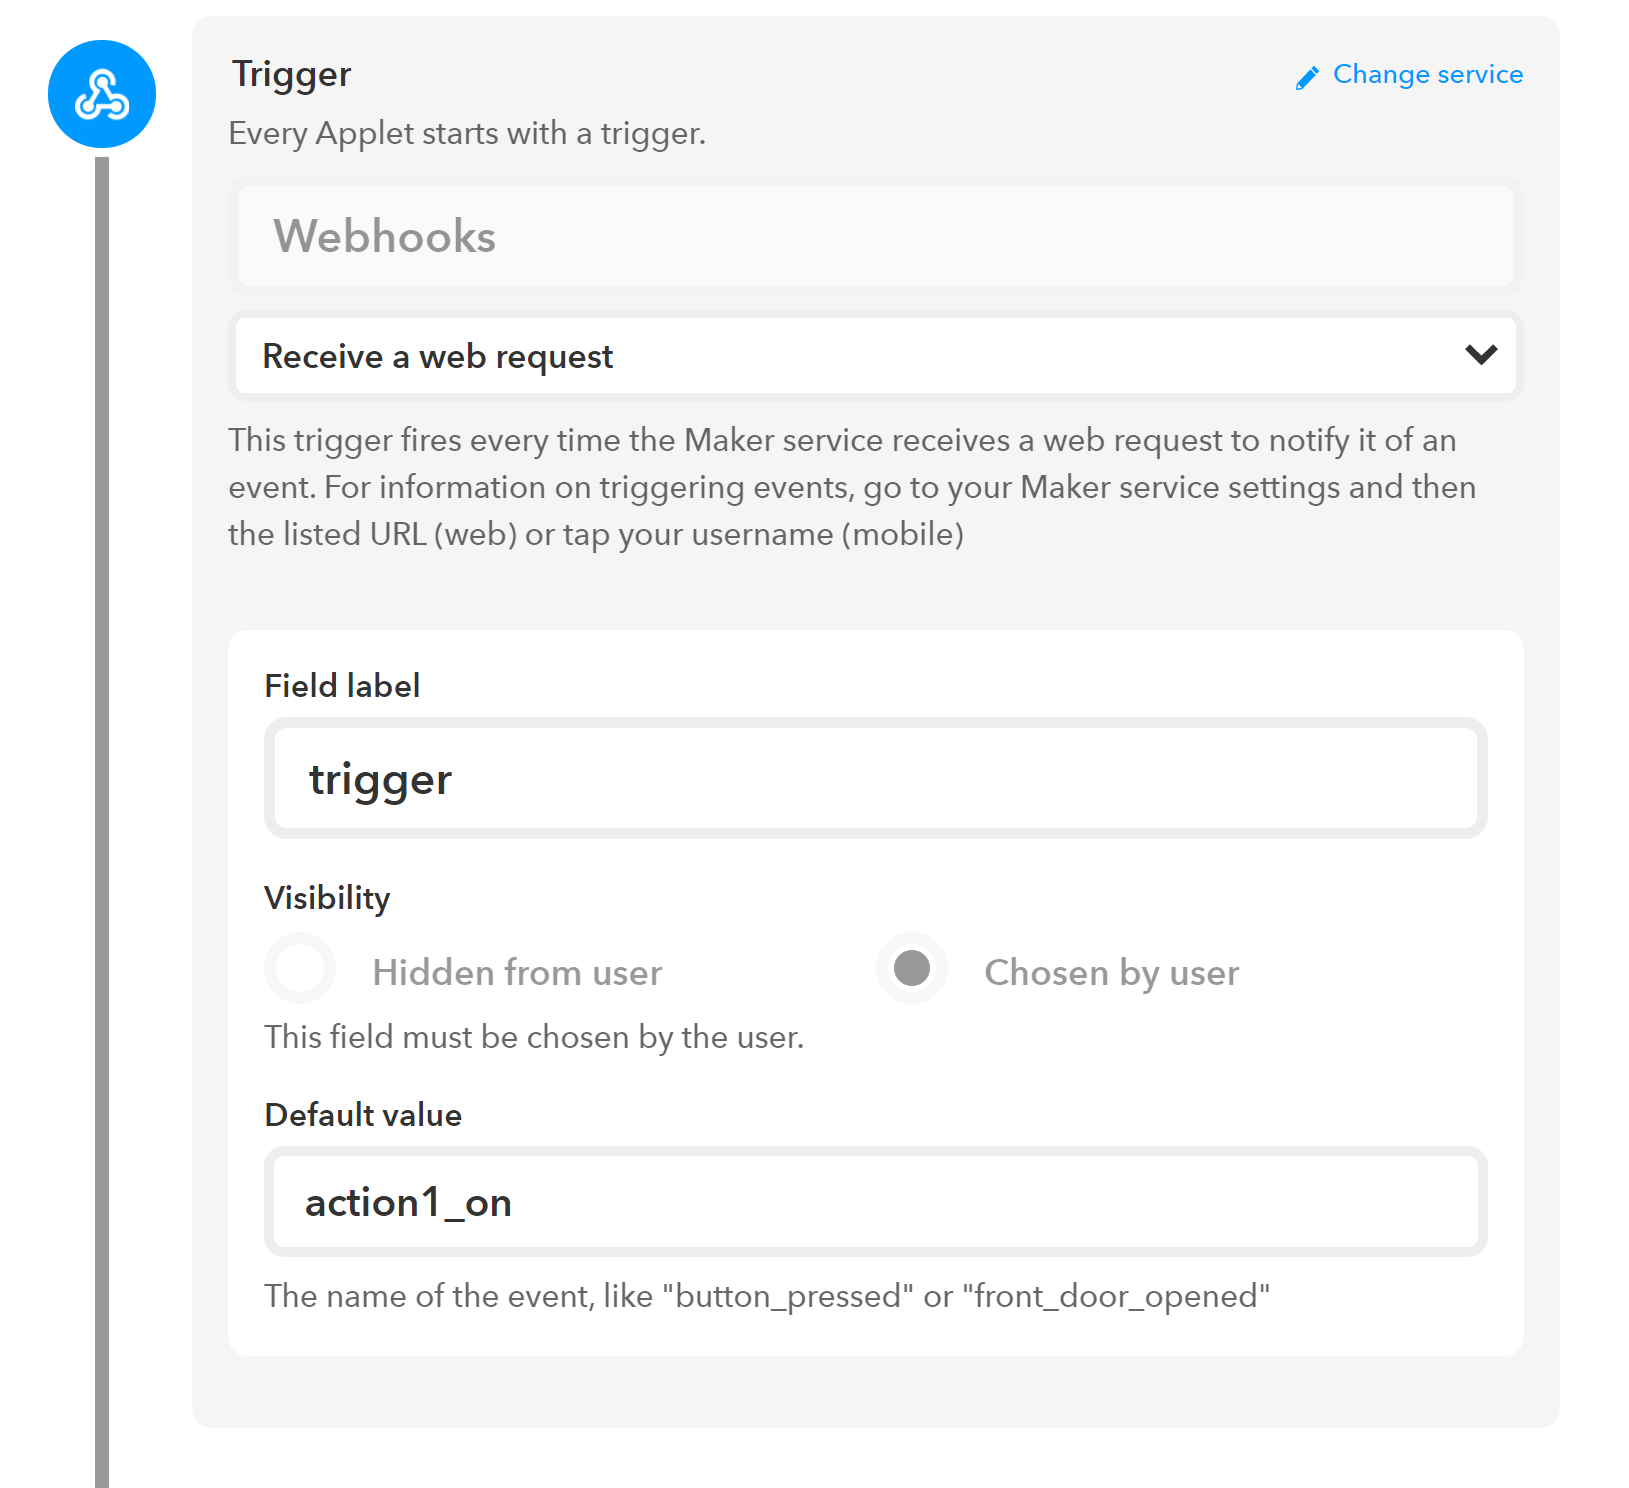 Trigger
Change service
Every Applet starts with a trigger.
Webhooks
Receive a web request
This trigger fires every time the Maker service receives a web request to notify it of an
event. For information on triggering events, go to your Maker service settings and then
the listed URL (web) or tap your username (mobile)
Field label
trigger
Visibility
Hidden from user
Chosen by user
This field must be chosen by the user.
Default value
action1_on
The name of the event, like "button_pressed" or "front_door_opened"